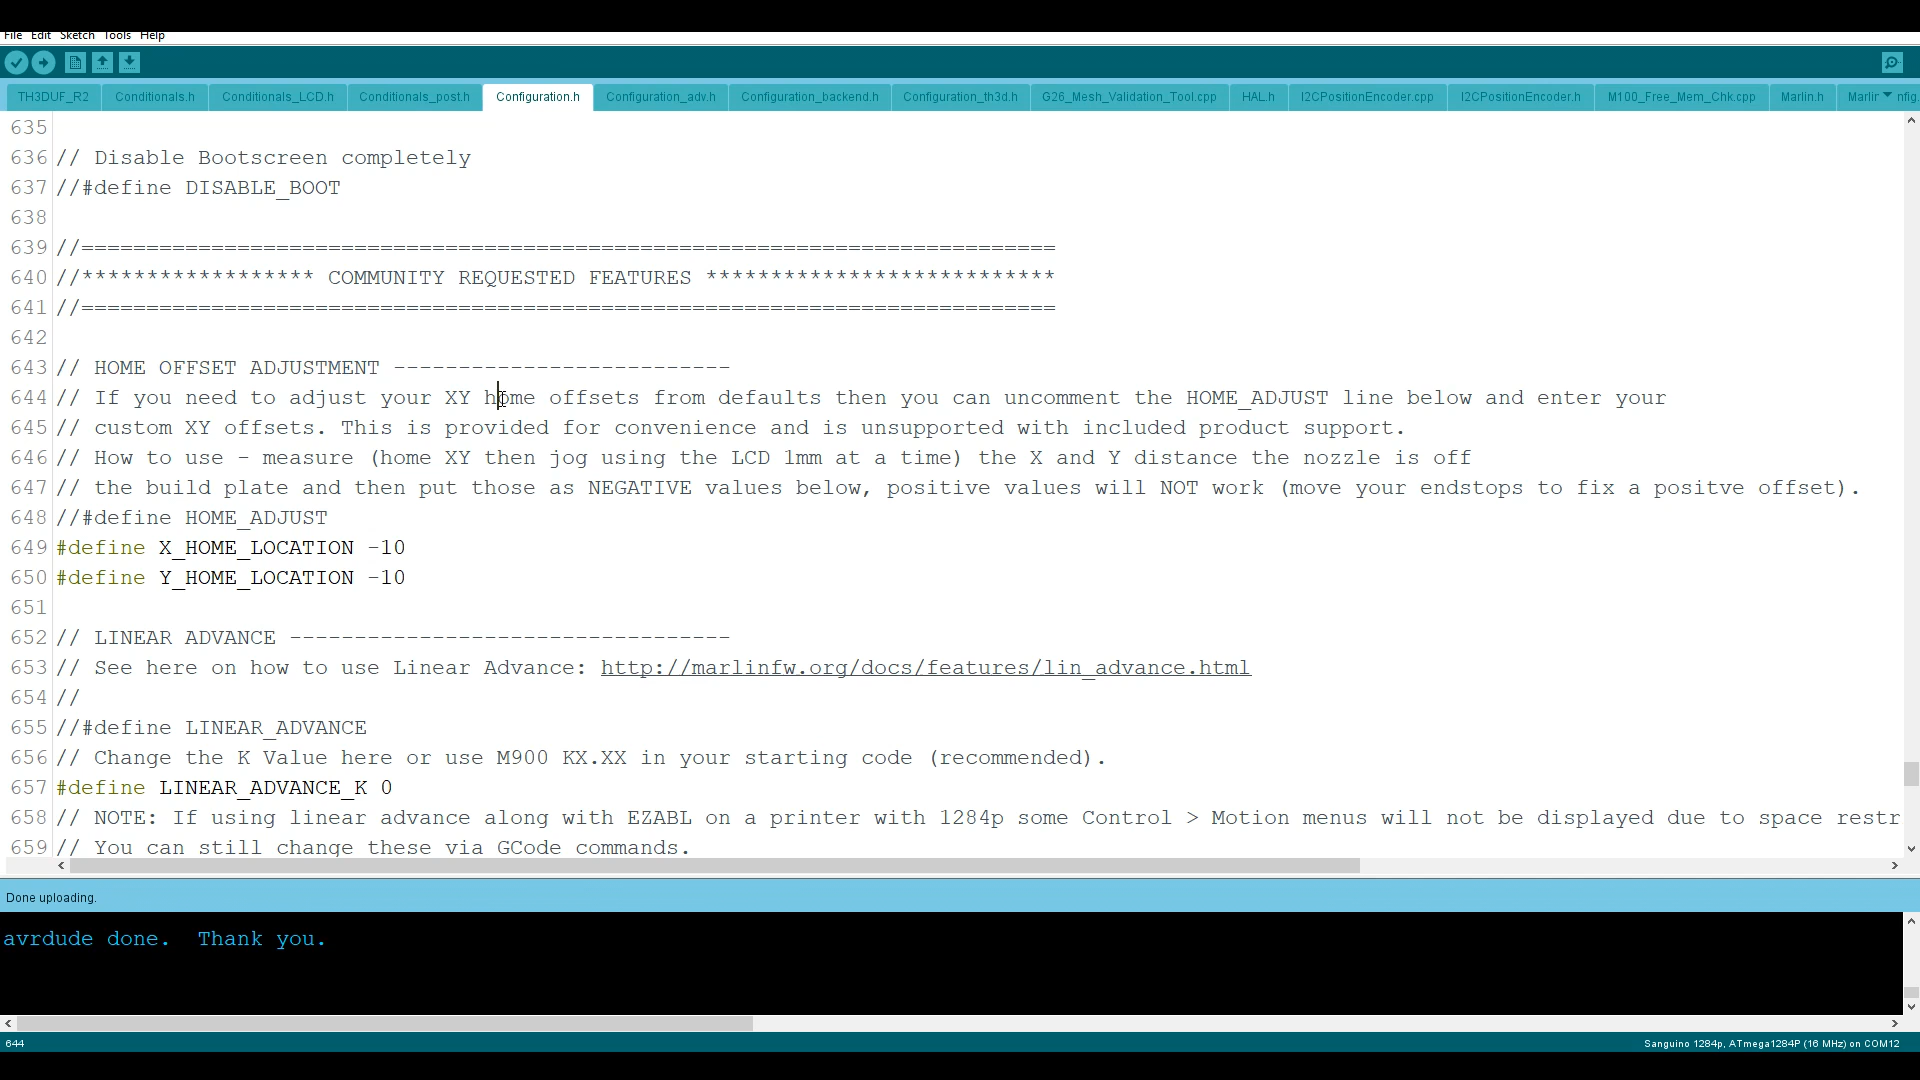 File Edit Sketch Tools Help
TH3DUF_R2 Conditionals.h Conditionals_LCD.h Conditionals_post.h Configuration.h Configuration_adv.h Configuration_backend.h Configuration_th3d.h G26_Mesh_Validation_Tool.cpp HAL.h I2CPositionEncoder.cpp I2CPositionEncoder.h M100_Free_Mem_Chk.cpp Marlin.h Marlin nfig.
635
636 // Disable Bootscreen completely
637 //#define DISABLE_BOOT
638
639 //===========================================================================
640 //****************** COMMUNITY REQUESTED FEATURES ***************************
641 //===========================================================================
642
643 // HOME OFFSET ADJUSTMENT --------------------------
644 // If you need to adjust your XY home offsets from defaults then you can uncomment the HOME_ADJUST line below and enter your
645 // custom XY offsets. This is provided for convenience and is unsupported with included product support.
646 // How to use - measure (home XY then jog using the LCD 1mm at a time) the X and Y distance the nozzle is off
647 // the build plate and then put those as NEGATIVE values below, positive values will NOT work (move your endstops to fix a positve offset).
648 //#define HOME_ADJUST
649 #define X_HOME_LOCATION -10
650 #define Y_HOME_LOCATION -10
651
652 // LINEAR ADVANCE ----------------------------------
653 // See here on how to use Linear Advance: http://marlinfw.org/docs/features/lin_advance.html
654 //
655 //#define LINEAR_ADVANCE
656 // Change the K Value here or use M900 KX.XX in your starting code (recommended).
657 #define LINEAR_ADVANCE_K 0
658 // NOTE: If using linear advance along with EZABL on a printer with 1284p some Control > Motion menus will not be displayed due to space restr
659 // You can still change these via GCode commands.
Done uploading.
avrdude done.  Thank you.
644
Sanguino 1284p, ATmega1284P (16 MHz) on COM12